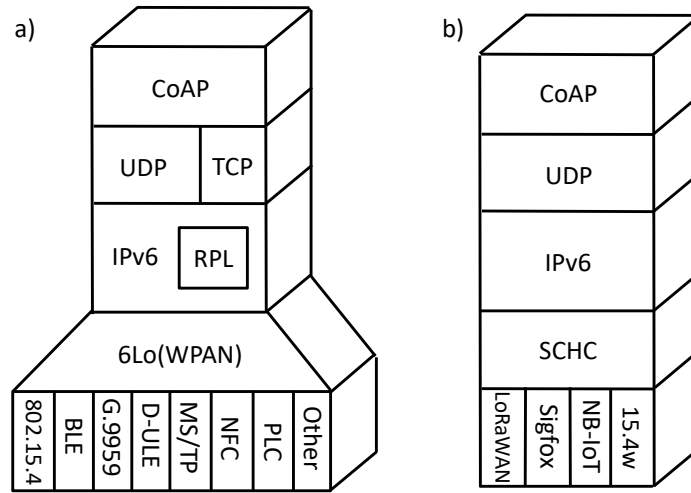 a)
CoAP
UDP TCP
IPv6 RPL
6Lo(WPAN)
802.15.4
BLE
G.9959
D-ULE
MS/TP
NFC
PLC
Other
b)
CoAP
UDP
IPv6
SCHC
LoRaWAN
Sigfox
NB-IoT
15.4w